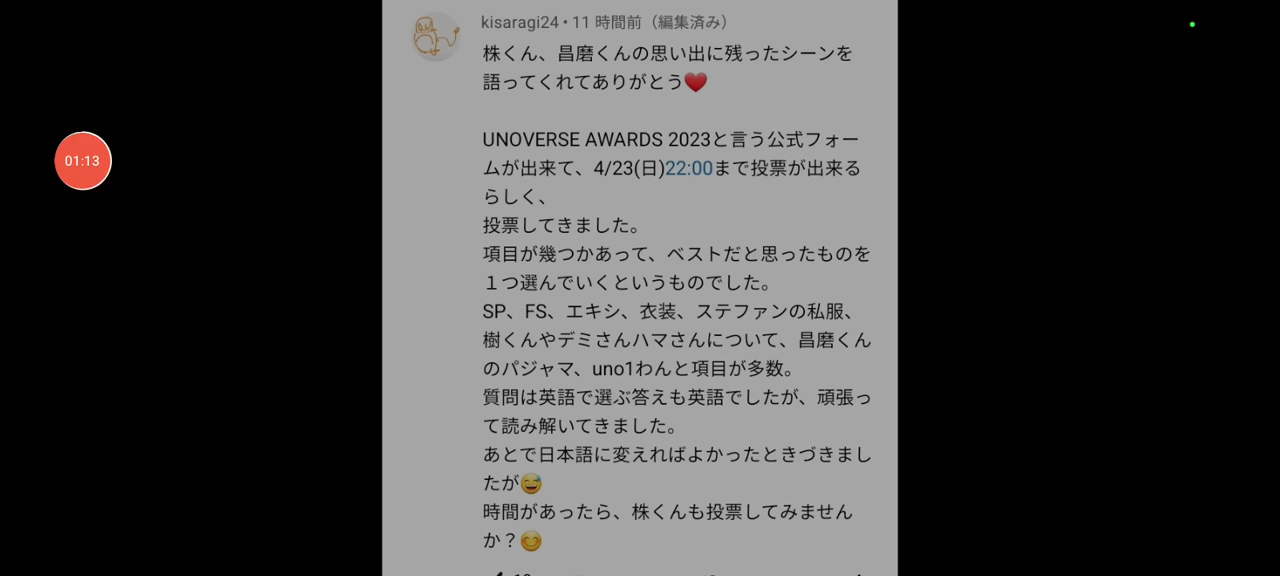 kisaragi24 • 11 時間前（編集済み）
株くん、昌磨くんの思い出に残ったシーンを
語ってくれてありがとう❤️
01:13
UNOVERSE AWARDS 2023と言う公式フォー
ムが出来て、4/23(日)22:00まで投票が出来る
らしく、
投票してきました。
項目が幾つかあって、ベストだと思ったものを
１つ選んでいくというものでした。
SP、FS、エキシ、衣装、ステファンの私服、
樹くんやデミさんハマさんについて、昌磨くん
のパジャマ、uno1わんと項目が多数。
質問は英語で選ぶ答えも英語でしたが、頑張っ
て読み解いてきました。
あとで日本語に変えればよかったときづきまし
たが😅
時間があったら、株くんも投票してみません
か？😊